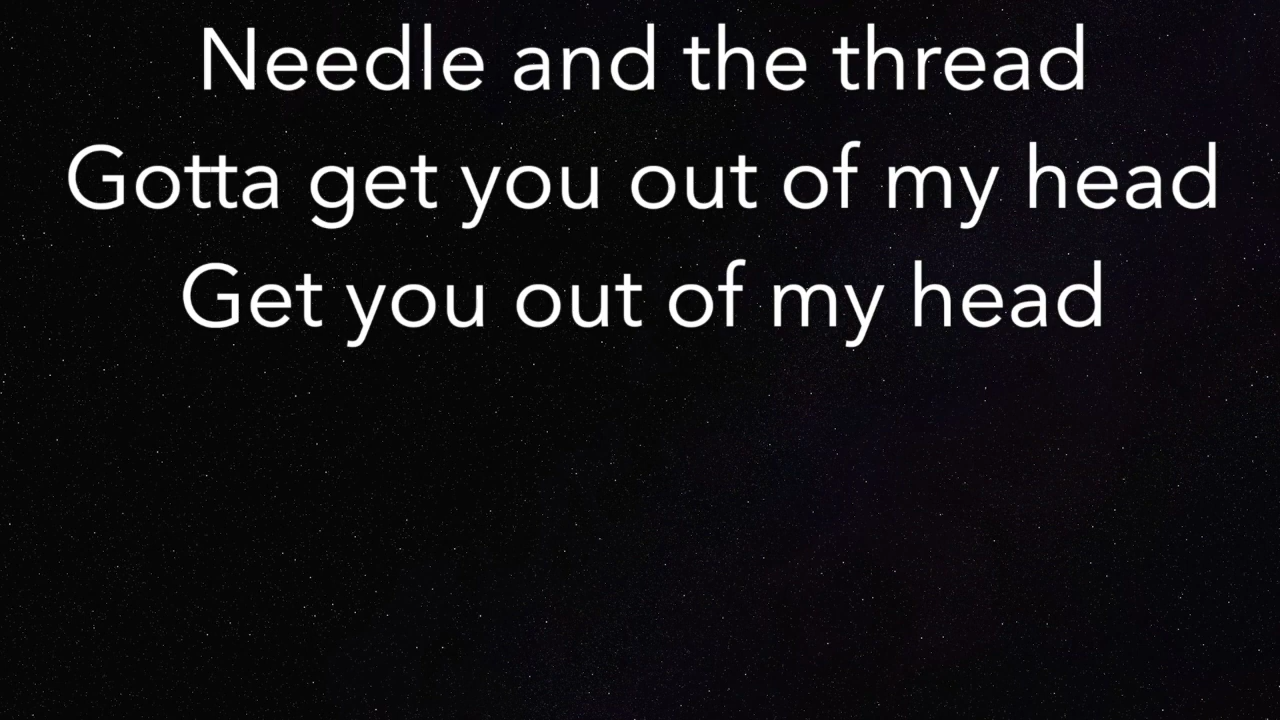 Needle and the thread
Gotta get you out of my head
Get you out of my head